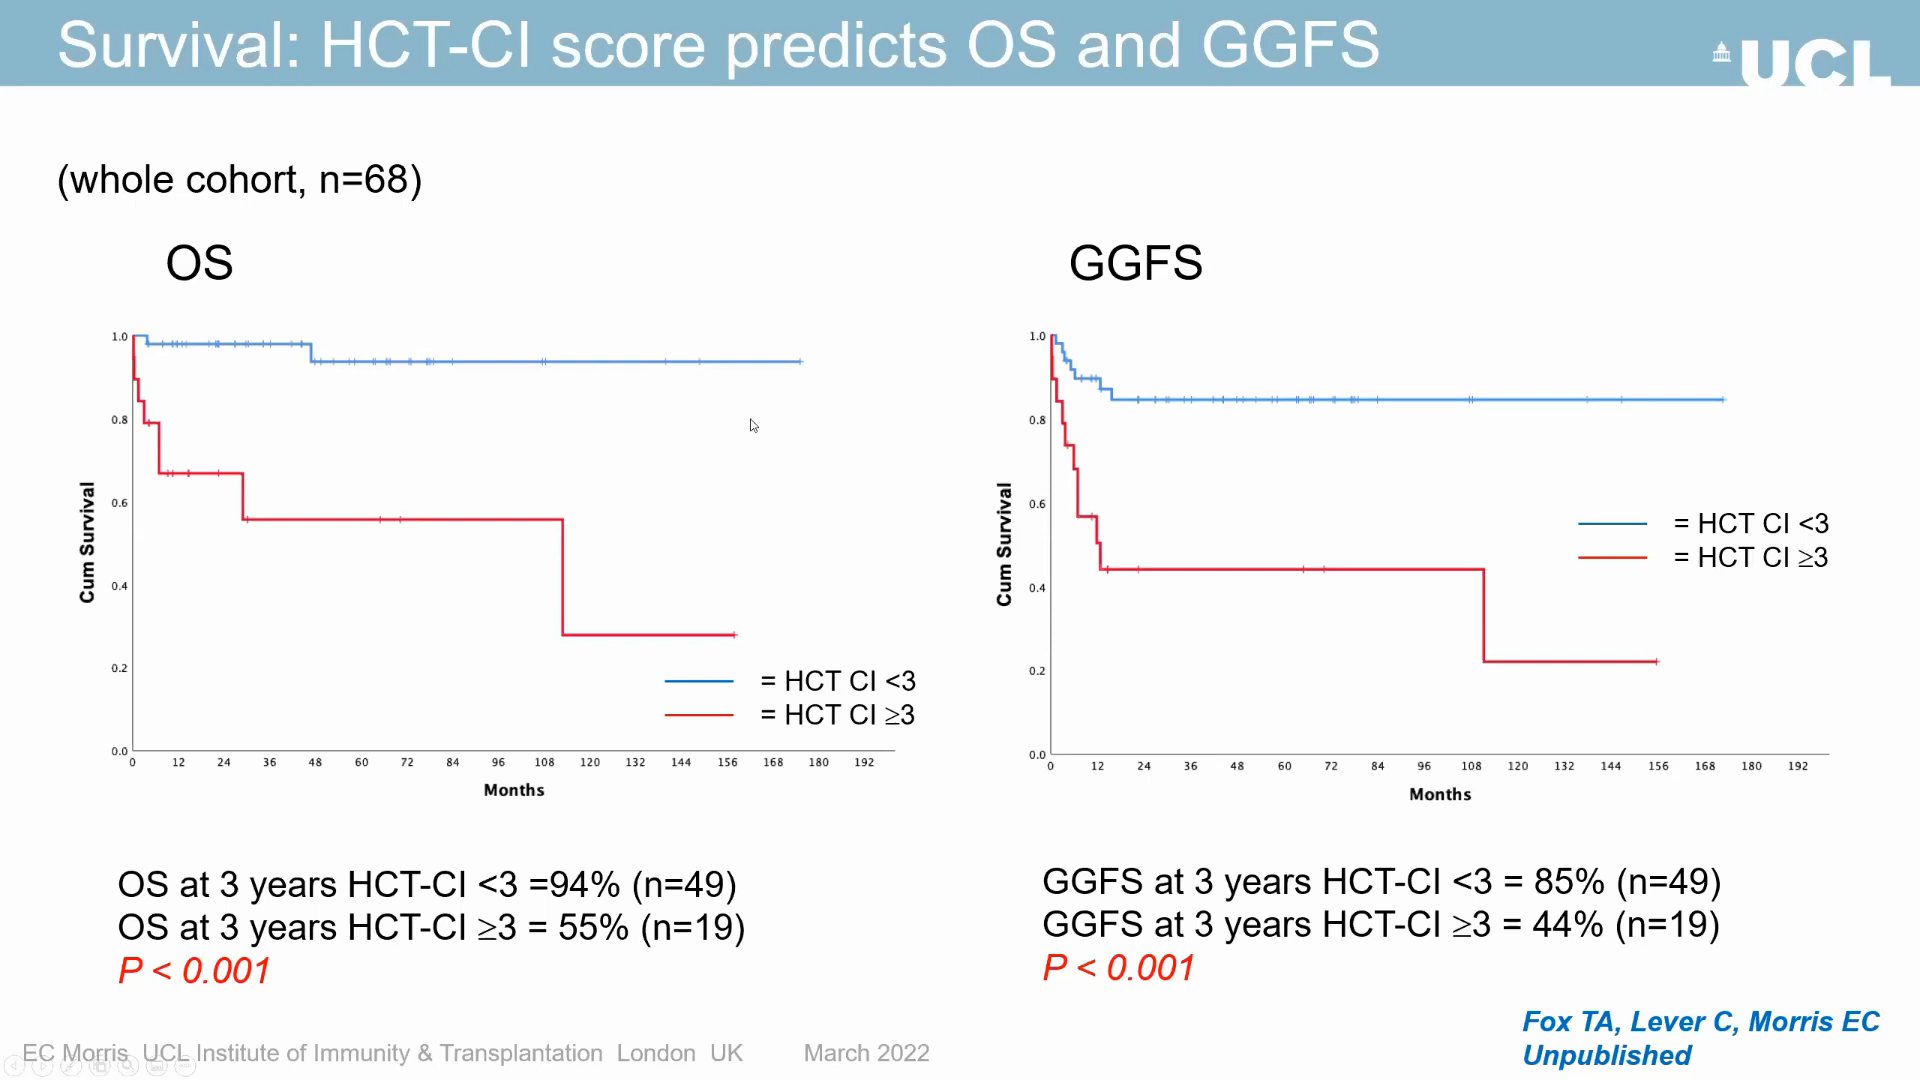 Survival: HCT-CI score predicts OS and GGFS
UCL
(whole cohort, n=68)
OS
1.0
0.8
0.6
0.4
0.2
0.0
Cum Survival
0 12 24 36 48 60 72 84 96 108 120 132 144 156 168 180 192
Months
= HCT CI <3
= HCT CI ≥3
OS at 3 years HCT-CI <3 =94% (n=49)
OS at 3 years HCT-CI ≥3 = 55% (n=19)
P < 0.001
GGFS
1.0
0.8
0.6
0.4
0.2
0.0
Cum Survival
0 12 24 36 48 60 72 84 96 108 120 132 144 156 168 180 192
Months
= HCT CI <3
= HCT CI ≥3
GGFS at 3 years HCT-CI <3 = 85% (n=49)
GGFS at 3 years HCT-CI ≥3 = 44% (n=19)
P < 0.001
Fox TA, Lever C, Morris EC
Unpublished
EC Morris UCL Institute of Immunity & Transplantation London UK March 2022